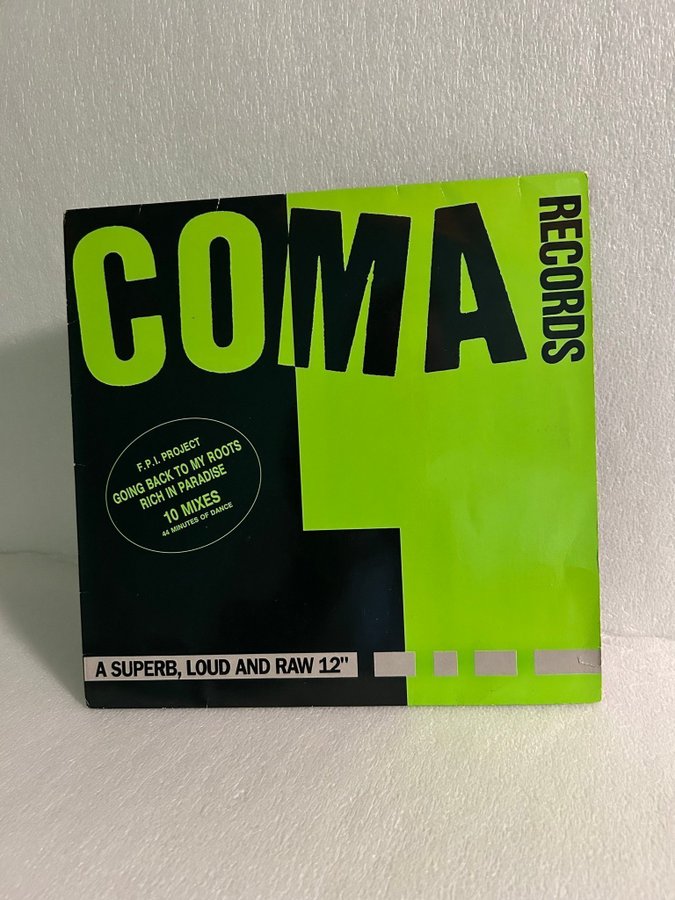 COMA
RECORDS
F.P.I. PROJECT
GOING BACK TO MY ROOTS
RICH IN PARADISE
10 MIXES
44 MINUTES OF DANCE
A SUPERB, LOUD AND RAW 12"